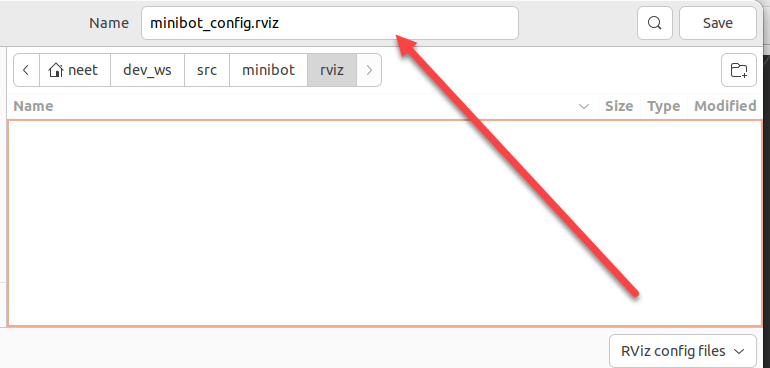 Name minibot_config.rviz Save
neet dev_ws src minibot rviz
Name Size Type Modified
RViz config files